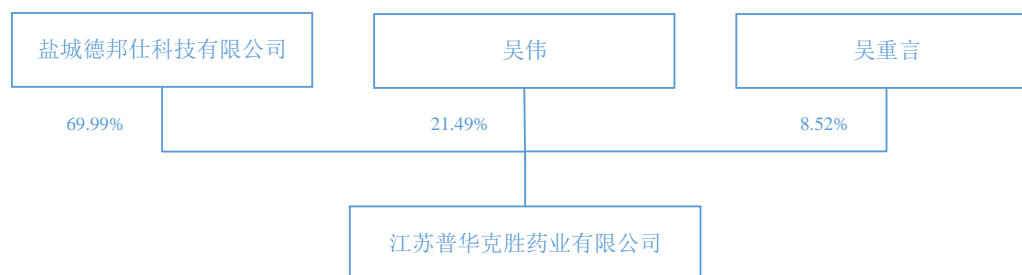 盐城德邦仕科技有限公司
吴伟
吴重言
69.99%
21.49%
8.52%
江苏普华克胜药业有限公司